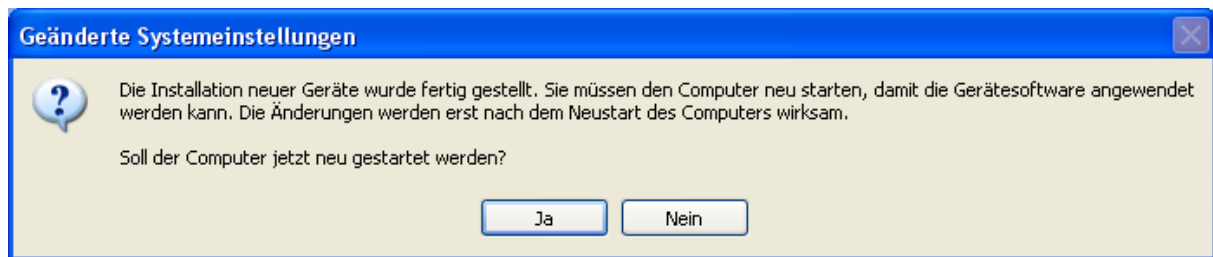 Geänderte Systemeinstellungen
Die Installation neuer Geräte wurde fertig gestellt. Sie müssen den Computer neu starten, damit die Gerätesoftware angewendet
werden kann. Die Änderungen werden erst nach dem Neustart des Computers wirksam.
Soll der Computer jetzt neu gestartet werden?
Ja
Nein